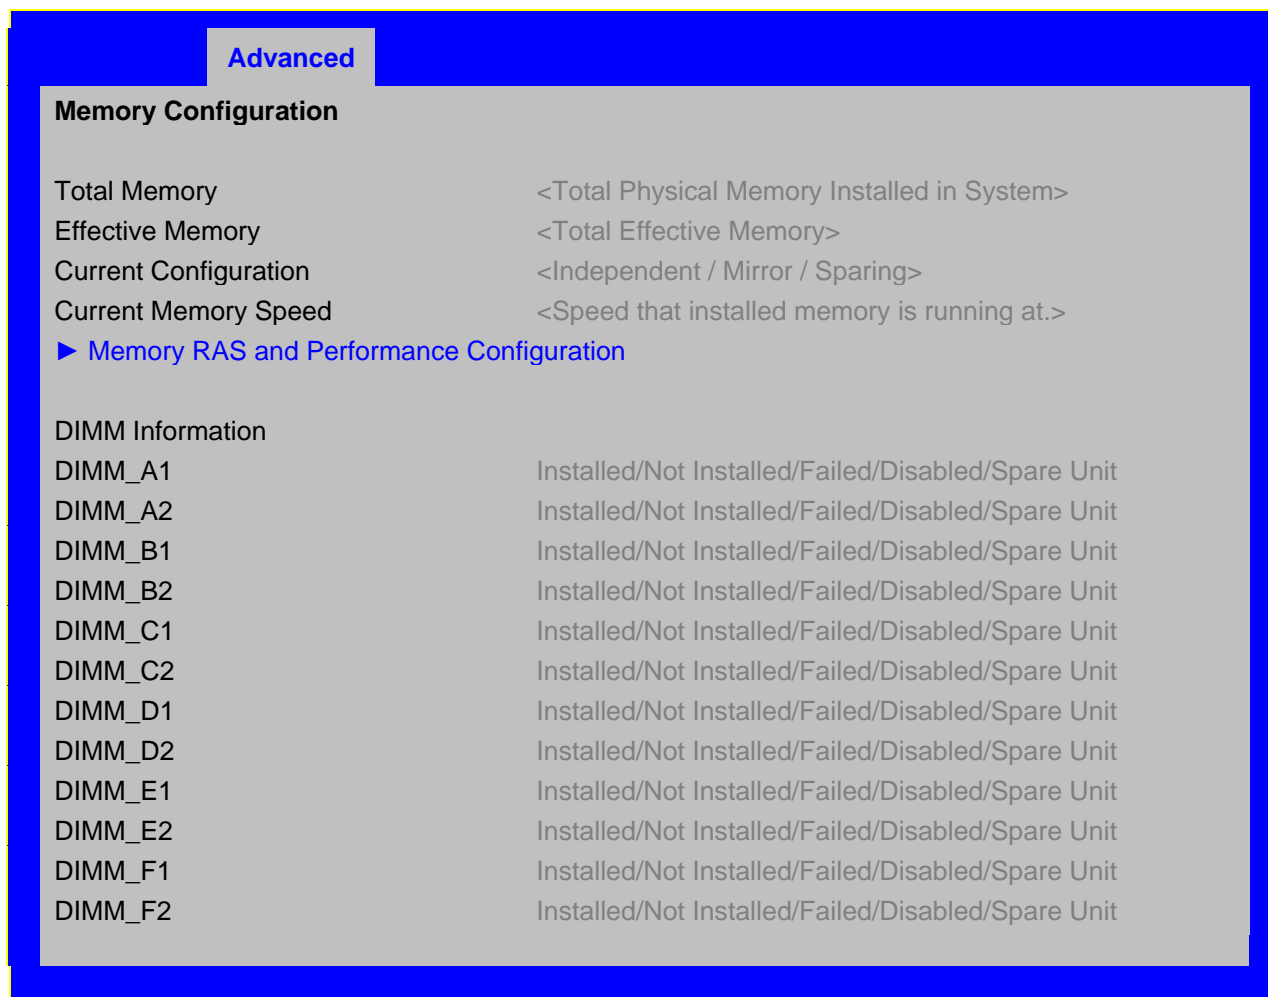 Advanced
Memory Configuration
Total Memory <Total Physical Memory Installed in System>
Effective Memory <Total Effective Memory>
Current Configuration <Independent / Mirror / Sparing>
Current Memory Speed <Speed that installed memory is running at.>
► Memory RAS and Performance Configuration
DIMM Information
DIMM_A1 Installed/Not Installed/Failed/Disabled/Spare Unit
DIMM_A2 Installed/Not Installed/Failed/Disabled/Spare Unit
DIMM_B1 Installed/Not Installed/Failed/Disabled/Spare Unit
DIMM_B2 Installed/Not Installed/Failed/Disabled/Spare Unit
DIMM_C1 Installed/Not Installed/Failed/Disabled/Spare Unit
DIMM_C2 Installed/Not Installed/Failed/Disabled/Spare Unit
DIMM_D1 Installed/Not Installed/Failed/Disabled/Spare Unit
DIMM_D2 Installed/Not Installed/Failed/Disabled/Spare Unit
DIMM_E1 Installed/Not Installed/Failed/Disabled/Spare Unit
DIMM_E2 Installed/Not Installed/Failed/Disabled/Spare Unit
DIMM_F1 Installed/Not Installed/Failed/Disabled/Spare Unit
DIMM_F2 Installed/Not Installed/Failed/Disabled/Spare Unit